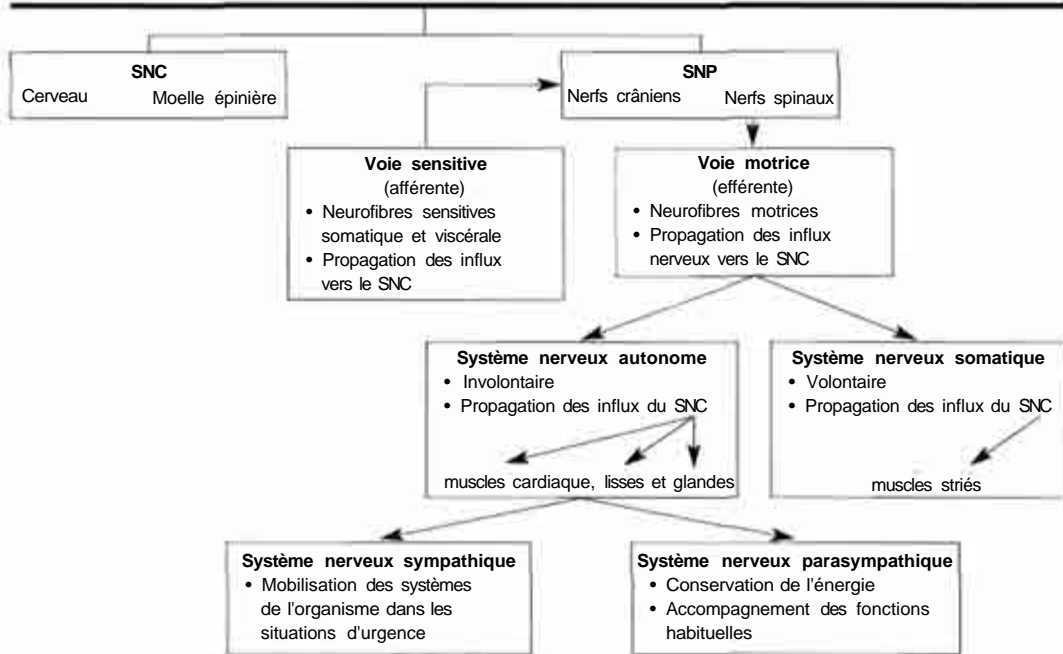 SNC
Cerveau Moelle épinière
SNP
Nerfs crâniens Nerfs spinaux
Voie sensitive
(afférente)
• Neurofibres sensitives
somatique et viscérale
• Propagation des influx
vers le SNC
Voie motrice
(efférente)
• Neurofibres motrices
• Propagation des influx
nerveux vers le SNC
Système nerveux autonome
• Involontaire
• Propagation des influx du SNC
muscles cardiaque, lisses et glandes
Système nerveux somatique
• Volontaire
• Propagation des influx du SNC
muscles striés
Système nerveux sympathique
• Mobilisation des systèmes
de l'organisme dans les
situations d'urgence
Système nerveux parasympathique
• Conservation de l'énergie
• Accompagnement des fonctions
habituelles